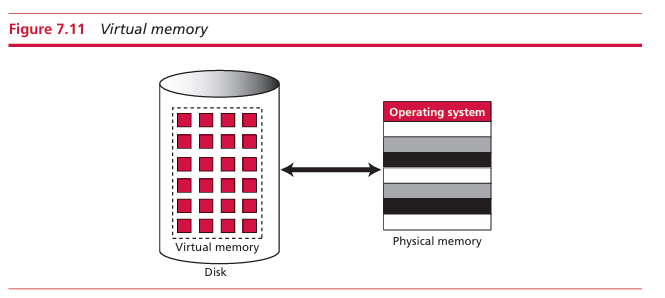 Figure 7.11 Virtual memory
Operating system
Virtual memory
Physical memory
Disk